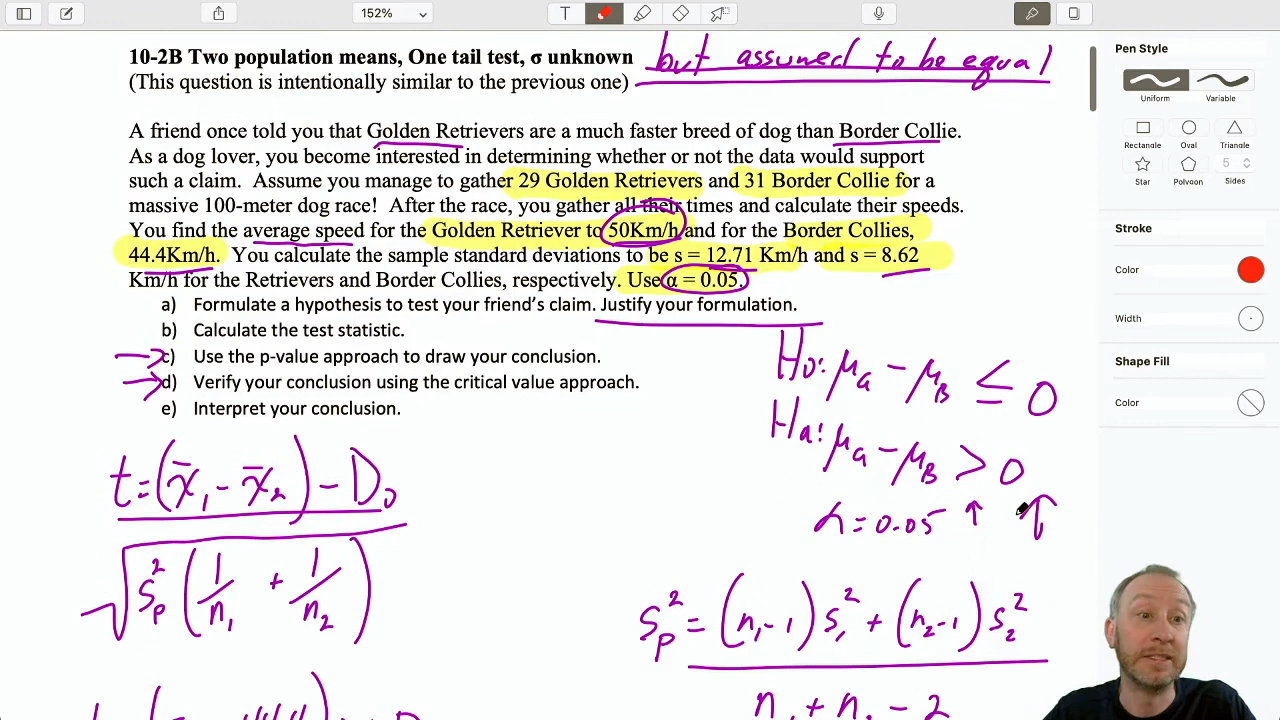 152%
T
Pen Style
10-2B Two population means, One tail test, σ unknown but assumed to be equal
(This question is intentionally similar to the previous one)
Uniform
Variable
A friend once told you that Golden Retrievers are a much faster breed of dog than Border Collie.
As a dog lover, you become interested in determining whether or not the data would support
such a claim. Assume you manage to gather 29 Golden Retrievers and 31 Border Collie for a
massive 100-meter dog race! After the race, you gather all their times and calculate their speeds.
You find the average speed for the Golden Retriever to 50Km/h and for the Border Collies,
44.4Km/h. You calculate the sample standard deviations to be s = 12.71 Km/h and s = 8.62
Km/h for the Retrievers and Border Collies, respectively. Use α = 0.05.
a) Formulate a hypothesis to test your friend's claim. Justify your formulation.
b) Calculate the test statistic.
c) Use the p-value approach to draw your conclusion.
d) Verify your conclusion using the critical value approach.
e) Interpret your conclusion.
Rectangle
Oval
Triangle
5
Star
Polygon
Sides
Stroke
Color
Width
Shape Fill
Color
H0: μG - μB ≤ 0
Ha: μG - μB > 0
α = 0.05 ↑ ↑
t = (x̄1 - x̄2) - D0
√ Sp² (1/n1 + 1/n2)
Sp² = (n1-1) S1² + (n2-1) S2²
n1 + n2 - 2